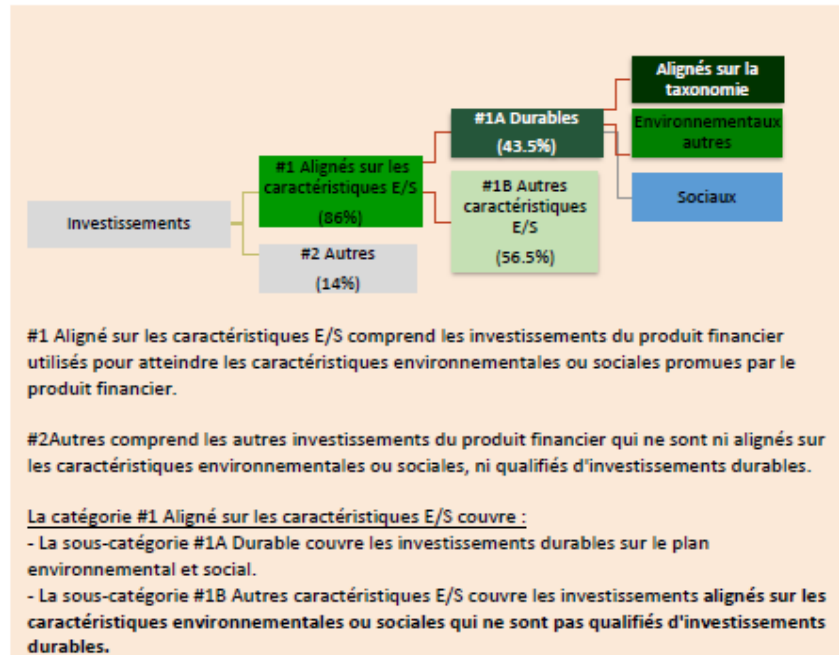 Alignés sur la
taxonomie
#1A Durables
(43.5%)
Environnementaux
autres
#1 Alignés sur les
caractéristiques E/S
(86%)
#1B Autres
caractéristiques
E/S
(56.5%)
Sociaux
Investissements
#2 Autres
(14%)
#1 Aligné sur les caractéristiques E/S comprend les investissements du produit financier
utilisés pour atteindre les caractéristiques environnementales ou sociales promues par le
produit financier.
#2Autres comprend les autres investissements du produit financier qui ne sont ni alignés sur
les caractéristiques environnementales ou sociales, ni qualifiés d'investissements durables.
La catégorie #1 Aligné sur les caractéristiques E/S couvre :
- La sous-catégorie #1A Durable couvre les investissements durables sur le plan
environnemental et social.
- La sous-catégorie #1B Autres caractéristiques E/S couvre les investissements alignés sur les
caractéristiques environnementales ou sociales qui ne sont pas qualifiés d'investissements
durables.